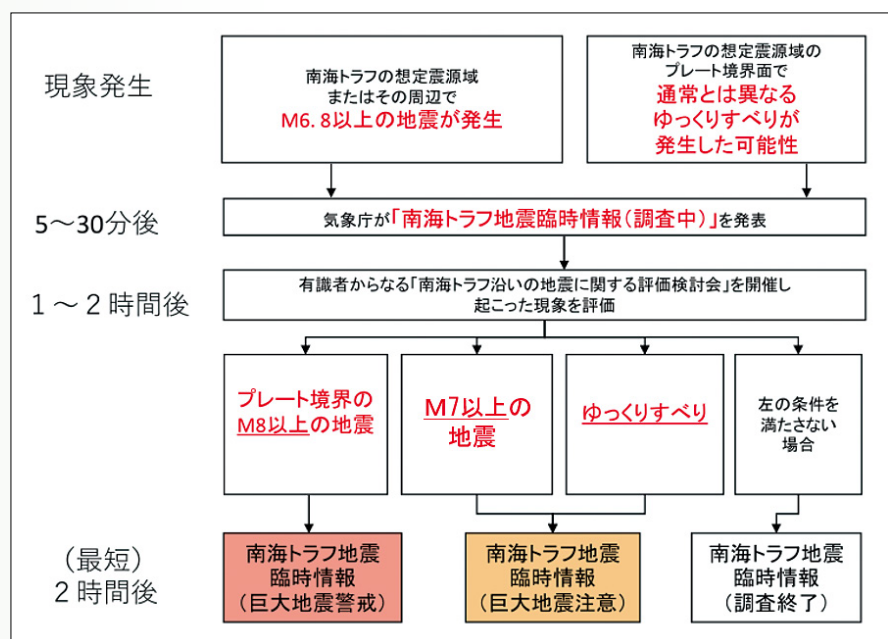 現象発生
南海トラフの想定震源域
またはその周辺で
M6.8以上の地震が発生
南海トラフの想定震源域の
プレート境界面で
通常とは異なる
ゆっくりすべりが
発生した可能性
5～30分後
気象庁が「南海トラフ地震臨時情報(調査中)」を発表
1～2時間後
有識者からなる「南海トラフ沿いの地震に関する評価検討会」を開催し
起こった現象を評価
プレート境界の
M8以上の地震
M7以上の
地震
ゆっくりすべり
左の条件を
満たさない
場合
（最短）
2時間後
南海トラフ地震
臨時情報
（巨大地震警戒）
南海トラフ地震
臨時情報
（巨大地震注意）
南海トラフ地震
臨時情報
（調査終了）